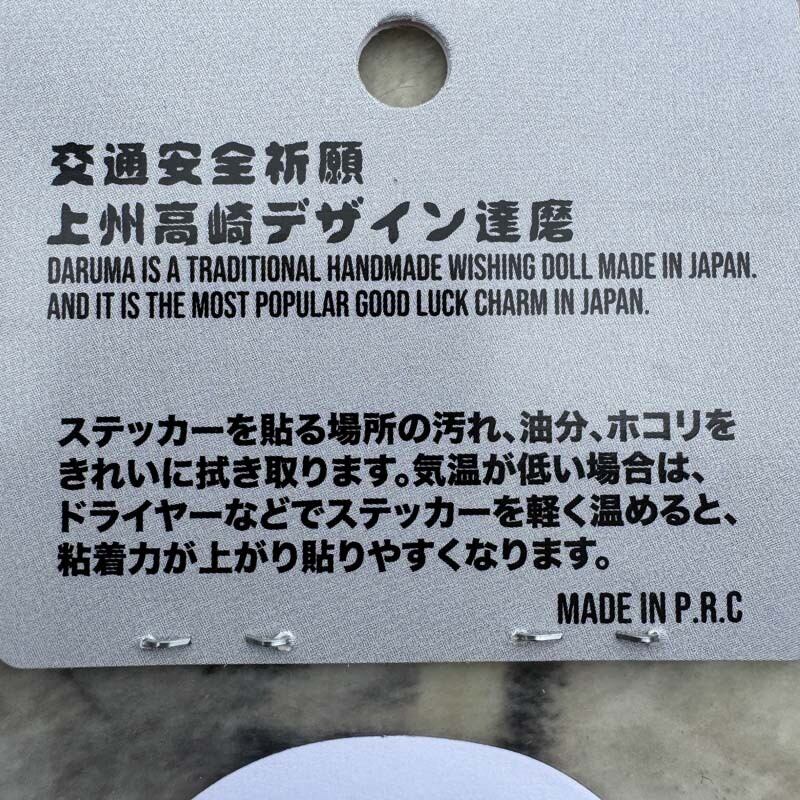 交通安全祈願
上州高崎デザイン達磨
DARUMA IS A TRADITIONAL HANDMADE WISHING DOLL MADE IN JAPAN.
AND IT IS THE MOST POPULAR GOOD LUCK CHARM IN JAPAN.
ステッカーを貼る場所の汚れ、油分、ホコリを
きれいに拭き取ります。気温が低い場合は、
ドライヤーなどでステッカーを軽く温めると、
粘着力が上がり貼りやすくなります。
MADE IN P.R.C